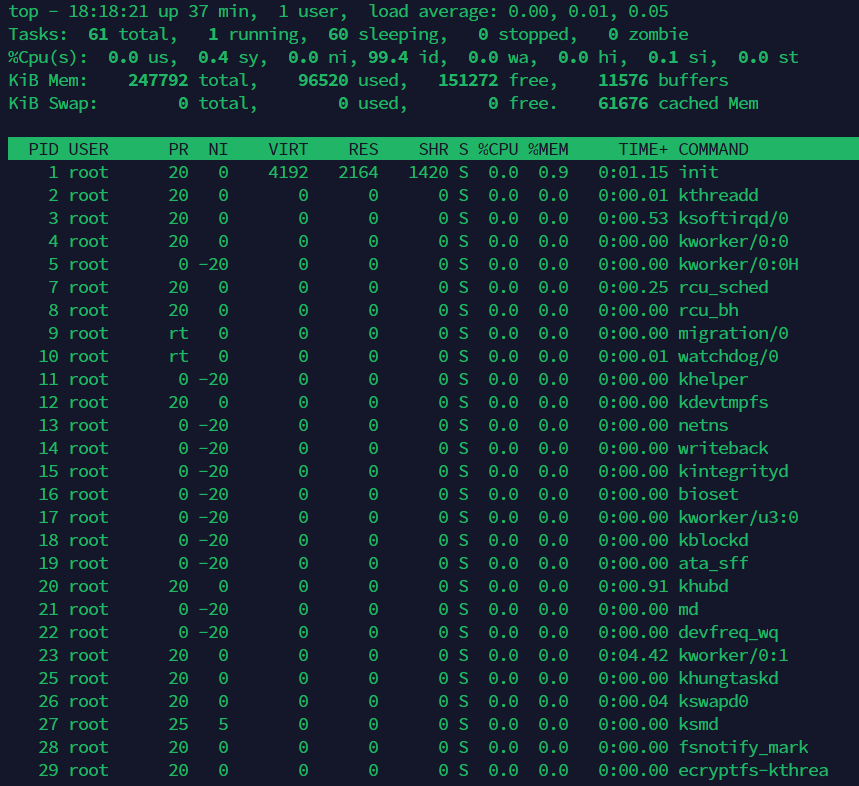 top - 18:18:21 up 37 min,  1 user,  load average: 0.00, 0.01, 0.05
Tasks:  61 total,   1 running,  60 sleeping,   0 stopped,   0 zombie
%Cpu(s):  0.0 us,  0.4 sy,  0.0 ni, 99.4 id,  0.0 wa,  0.0 hi,  0.1 si,  0.0 st
KiB Mem:    247792 total,    96520 used,   151272 free,    11576 buffers
KiB Swap:        0 total,        0 used,        0 free.    61676 cached Mem

  PID USER      PR  NI    VIRT    RES    SHR S %CPU %MEM     TIME+ COMMAND
    1 root      20   0    4192   2164   1420 S  0.0  0.9   0:01.15 init
    2 root      20   0       0      0      0 S  0.0  0.0   0:00.01 kthreadd
    3 root      20   0       0      0      0 S  0.0  0.0   0:00.53 ksoftirqd/0
    4 root      20   0       0      0      0 S  0.0  0.0   0:00.00 kworker/0:0
    5 root       0 -20       0      0      0 S  0.0  0.0   0:00.00 kworker/0:0H
    7 root      20   0       0      0      0 S  0.0  0.0   0:00.25 rcu_sched
    8 root      20   0       0      0      0 S  0.0  0.0   0:00.00 rcu_bh
    9 root      rt   0       0      0      0 S  0.0  0.0   0:00.00 migration/0
   10 root      rt   0       0      0      0 S  0.0  0.0   0:00.01 watchdog/0
   11 root       0 -20       0      0      0 S  0.0  0.0   0:00.00 khelper
   12 root      20   0       0      0      0 S  0.0  0.0   0:00.00 kdevtmpfs
   13 root       0 -20       0      0      0 S  0.0  0.0   0:00.00 netns
   14 root       0 -20       0      0      0 S  0.0  0.0   0:00.00 writeback
   15 root       0 -20       0      0      0 S  0.0  0.0   0:00.00 kintegrityd
   16 root       0 -20       0      0      0 S  0.0  0.0   0:00.00 bioset
   17 root       0 -20       0      0      0 S  0.0  0.0   0:00.00 kworker/u3:0
   18 root       0 -20       0      0      0 S  0.0  0.0   0:00.00 kblockd
   19 root       0 -20       0      0      0 S  0.0  0.0   0:00.00 ata_sff
   20 root      20   0       0      0      0 S  0.0  0.0   0:00.91 khubd
   21 root       0 -20       0      0      0 S  0.0  0.0   0:00.00 md
   22 root       0 -20       0      0      0 S  0.0  0.0   0:00.00 devfreq_wq
   23 root      20   0       0      0      0 S  0.0  0.0   0:04.42 kworker/0:1
   25 root      20   0       0      0      0 S  0.0  0.0   0:00.00 khungtaskd
   26 root      20   0       0      0      0 S  0.0  0.0   0:00.04 kswapd0
   27 root      25   5       0      0      0 S  0.0  0.0   0:00.00 ksmd
   28 root      20   0       0      0      0 S  0.0  0.0   0:00.00 fsnotify_mark
   29 root      20   0       0      0      0 S  0.0  0.0   0:00.00 ecryptfs-kthrea